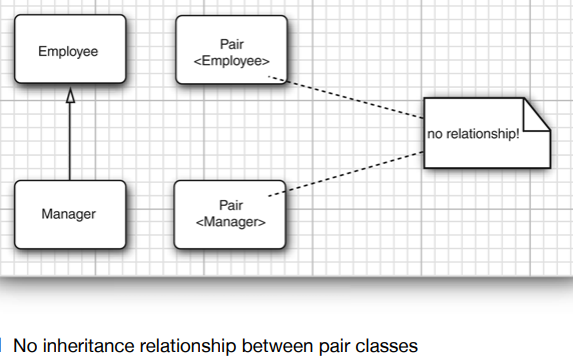 Employee
Pair
<Employee>
no relationship!
Manager
Pair
<Manager>
No inheritance relationship between pair classes